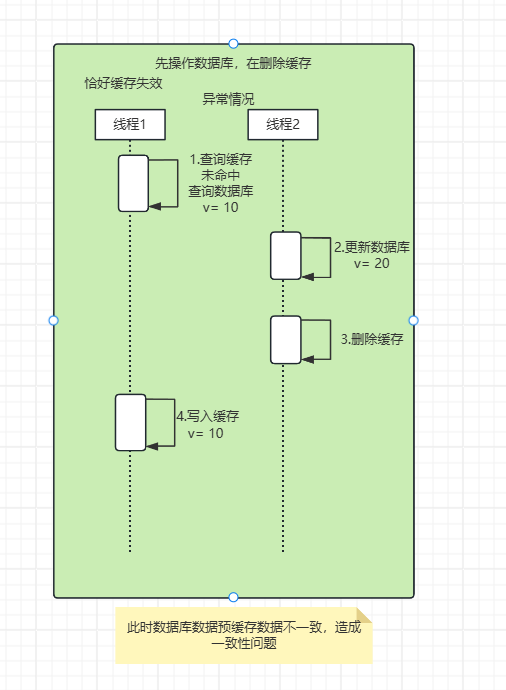 先操作数据库，在删除缓存
恰好缓存失效
异常情况
线程1
线程2
1.查询缓存
未命中
查询数据库
v= 10
2.更新数据库
v= 20
3.删除缓存
4.写入缓存
v= 10
此时数据库数据预缓存数据不一致，造成
一致性问题